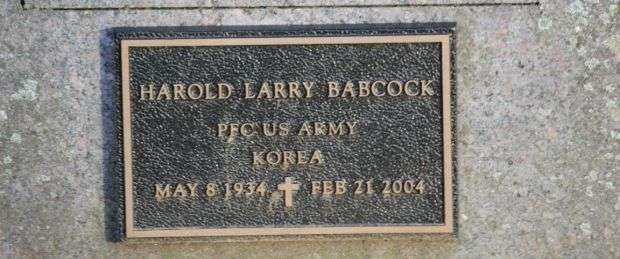 HAROLD LARRY BABCOCK
PFC US ARMY
KOREA
MAY 8 1934 FEB 21 2004